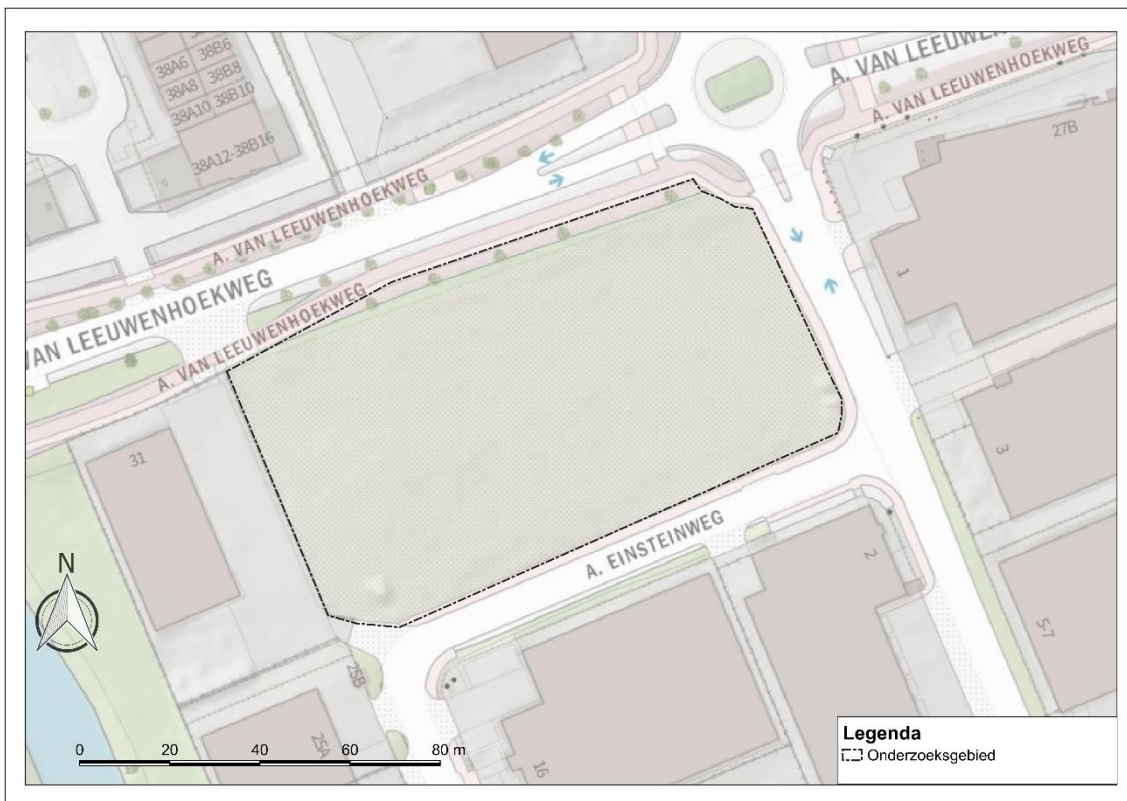 38B6
38A6
38B8
38A8
38B10
38A10
38A12-38B16
A. VAN LEEUWENHOEKWEG
A. VAN LEEUWENHOEKWEG
27B
A. VAN LEEUWENHOEKWEG
VAN LEEUWENHOEKWEG
A. VAN LEEUWENHOEKWEG
1
31
3
A. EINSTEINWEG
2
5-7
N
25B
25A
16
0 20 40 60 80 m
Legenda
Onderzoeksgebied